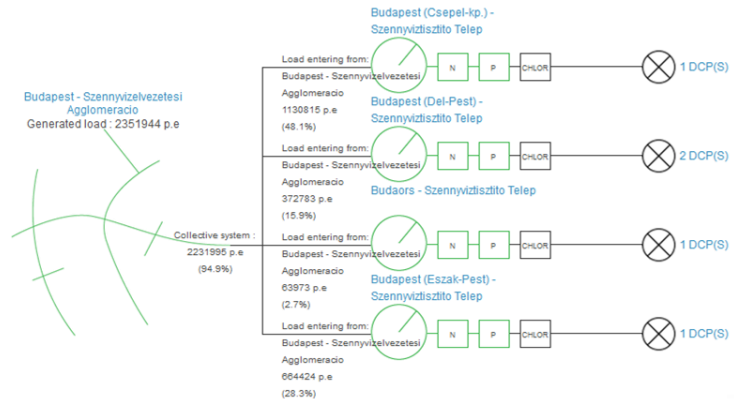 Budapest (Csepel-kp.) -
Szennyviztisztito Telep
Load entering from:
Budapest - Szennyvizelvezetesi
Agglomeracio
1130815 p.e
(48.1%)
N
P
CHLOR
1 DCP(S)
Budapest - Szennyvizelvezetesi
Agglomeracio
Generated load : 2351944 p.e
Budapest (Del-Pest) -
Szennyviztisztito Telep
Load entering from:
Budapest - Szennyvizelvezetesi
Agglomeracio
372783 p.e
(15.9%)
N
P
CHLOR
2 DCP(S)
Budaors - Szennyviztisztito Telep
Collective system :
2231995 p.e
(94.9%)
Load entering from:
Budapest - Szennyvizelvezetesi
Agglomeracio
63973 p.e
(2.7%)
N
P
CHLOR
1 DCP(S)
Budapest (Eszak-Pest) -
Szennyviztisztito Telep
Load entering from:
Budapest - Szennyvizelvezetesi
Agglomeracio
664424 p.e
(28.3%)
N
P
CHLOR
1 DCP(S)